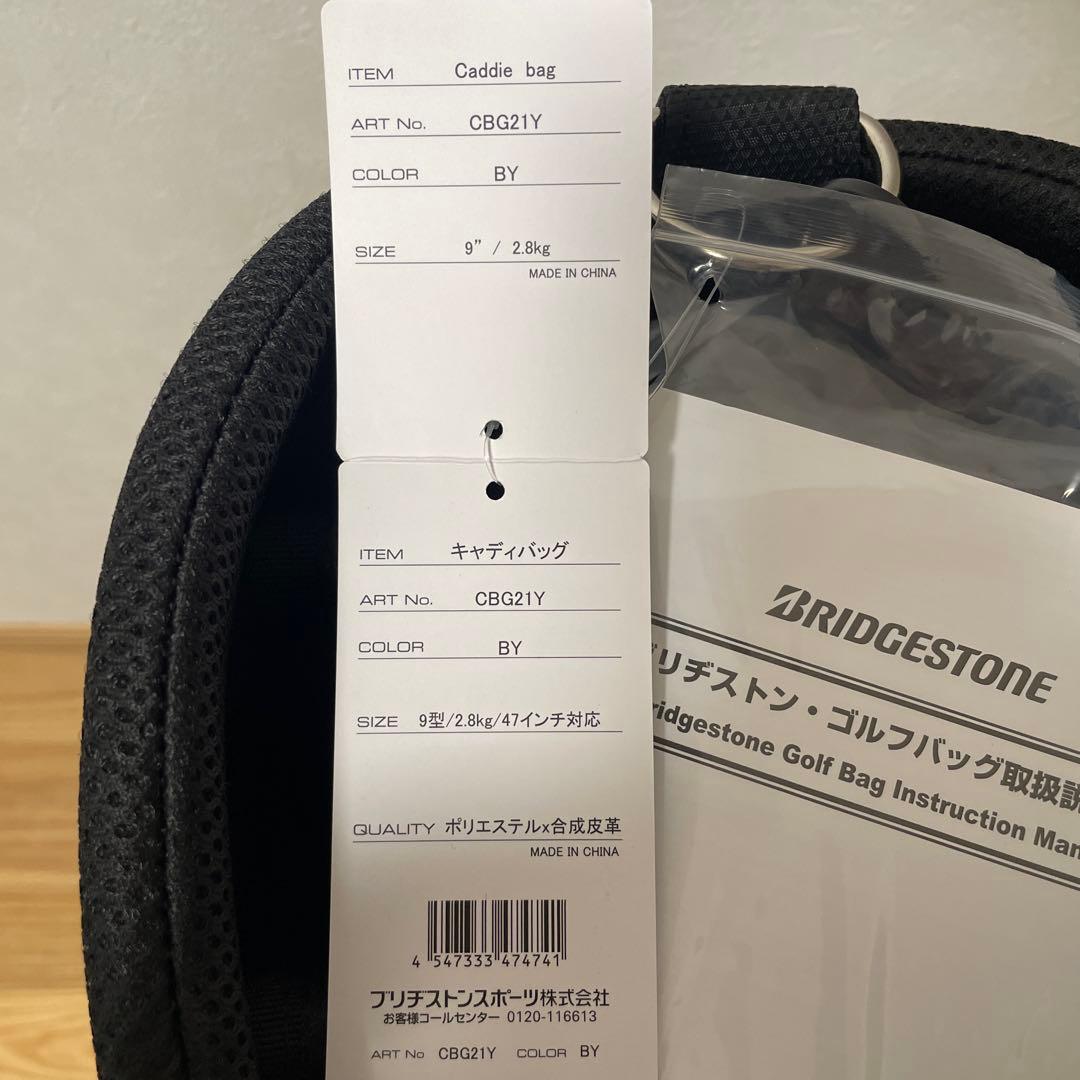 ITEM Caddie bag
ART No. CBG21Y
COLOR BY
SIZE 9” / 2.8kg
MADE IN CHINA
ITEM キャディバッグ
ART No. CBG21Y
COLOR BY
SIZE 9型/2.8kg/47インチ対応
QUALITY ポリエステルx合成皮革
MADE IN CHINA
4 547333 474741
ブリヂストンスポーツ株式会社
お客様コールセンター 0120-116613
ART No CBG21Y COLOR BY
BRIDGESTONE
ブリヂストン・ゴルフバッグ取扱説
Bridgestone Golf Bag Instruction Man